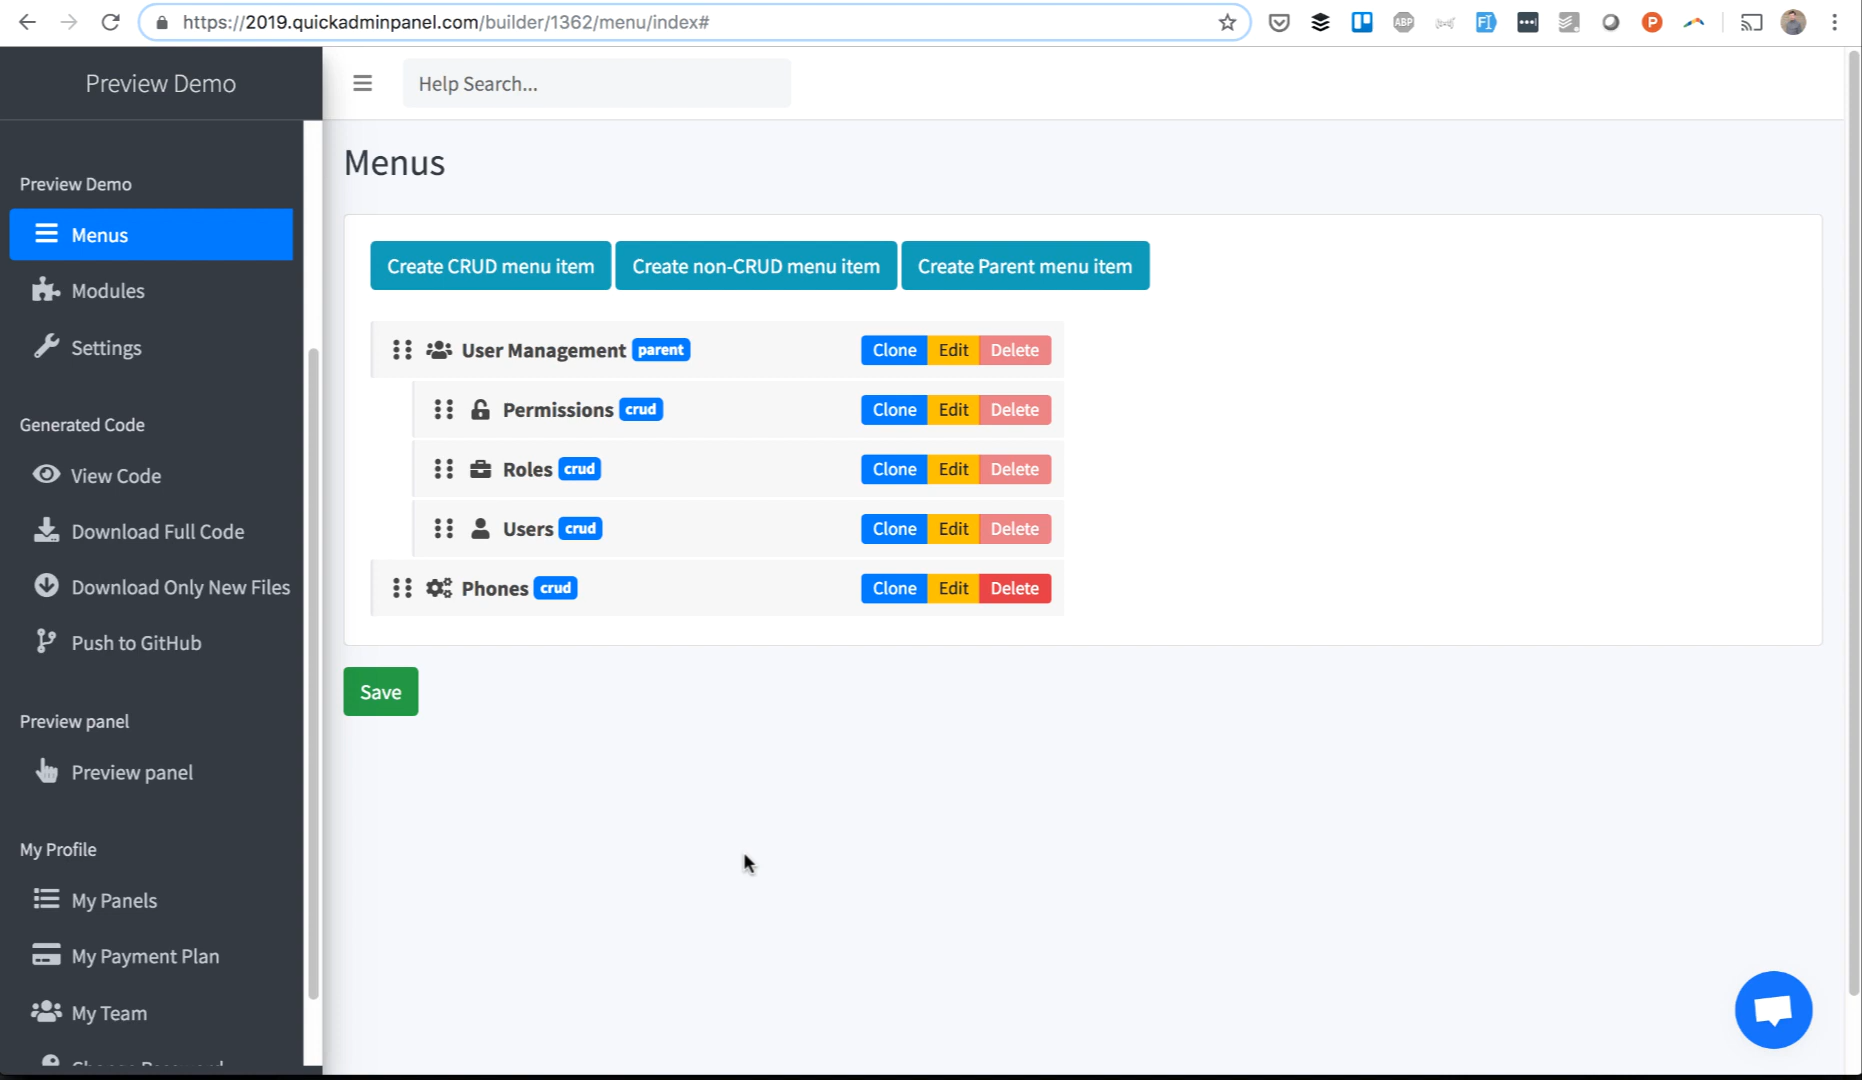 https://2019.quickadminpanel.com/builder/1362/menu/index#
ABP
P
Preview Demo
Help Search...
Preview Demo
Menus
Modules
Settings
Generated Code
View Code
Download Full Code
Download Only New Files
Push to GitHub
Preview panel
Preview panel
My Profile
My Panels
My Payment Plan
My Team
Change Password
Menus
Create CRUD menu item Create non-CRUD menu item Create Parent menu item
User Management parent Clone Edit Delete
Permissions crud Clone Edit Delete
Roles crud Clone Edit Delete
Users crud Clone Edit Delete
Phones crud Clone Edit Delete
Save